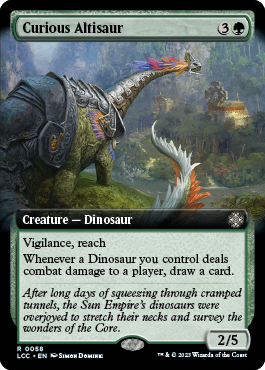 Curious Altisaur 3
Creature — Dinosaur
Vigilance, reach
Whenever a Dinosaur you control deals
combat damage to a player, draw a card.
After long days of squeezing through cramped
tunnels, the Sun Empire's dinosaurs were
overjoyed to stretch their necks and survey the
wonders of the Core.
2/5
R 0058
LCC • EN Simon Dominic
™ & © 2023 Wizards of the Coast